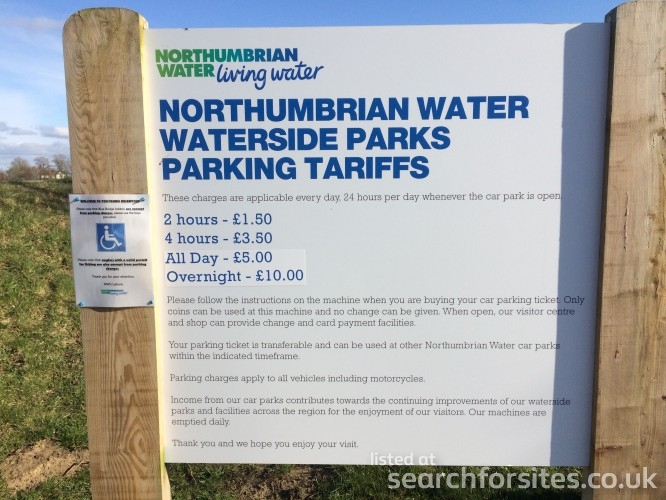 NORTHUMBRIAN
WATER living water
NORTHUMBRIAN WATER
WATERSIDE PARKS
PARKING TARIFFS
These charges are applicable every day, 24 hours per day whenever the car park is open
2 hours - £1.50
4 hours - £3.50
All Day - £5.00
Overnight - £10.00
Please follow the instructions on the machine when you are buying your car parking ticket. Only
coins can be used at this machine and no change can be given. When open, our visitor centre
and shop can provide change and card payment facilities.
Your parking ticket is transferable and can be used at other Northumbrian Water car parks
within the indicated timeframe.
Parking charges apply to all vehicles including motorcycles.
Income from our car parks contributes towards the continuing improvements of our waterside
parks and facilities across the region for the enjoyment of our visitors. Our machines are
emptied daily.
Thank you and we hope you enjoy your visit.
listed at
searchforsites.co.uk